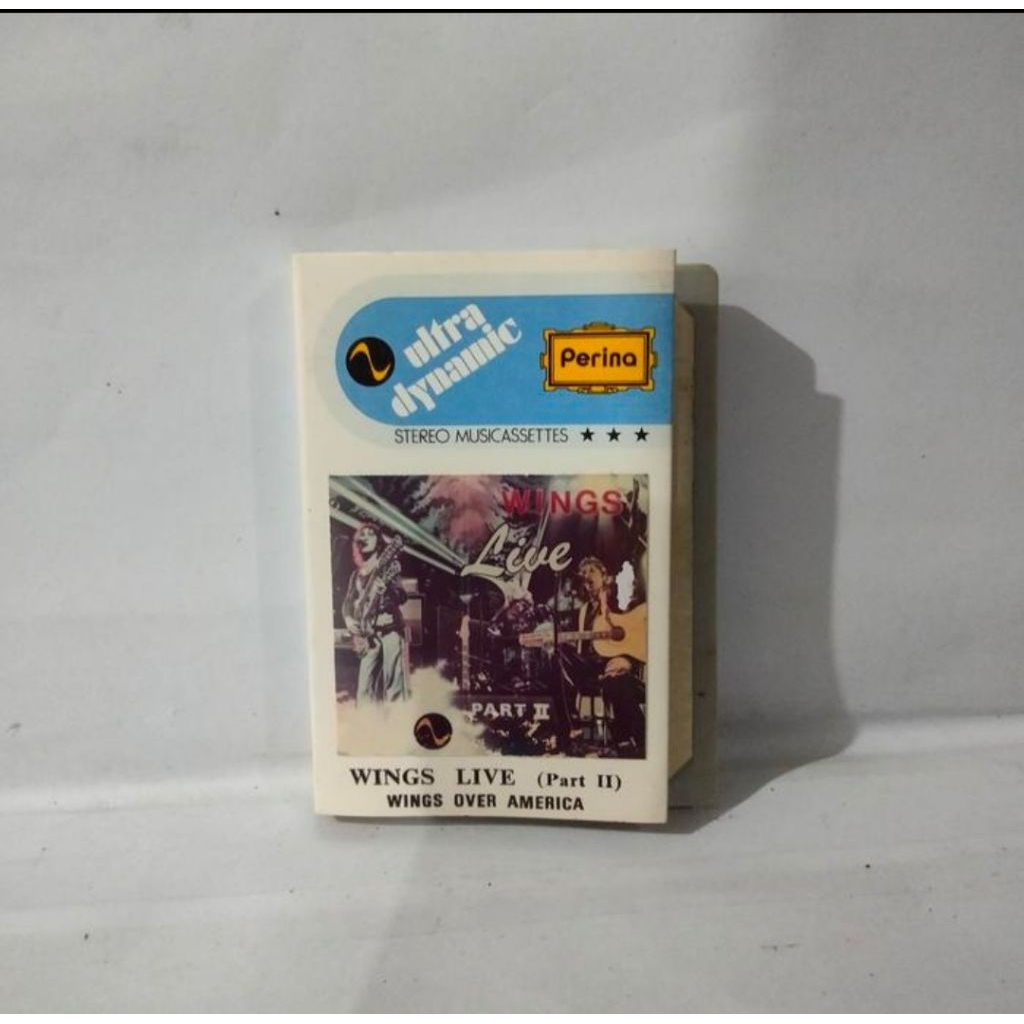 ultra
dynamic
Perina
STEREO MUSICASSETTES ★ ★ ★
WINGS
Live
PART II
WINGS LIVE (Part II)
WINGS OVER AMERICA